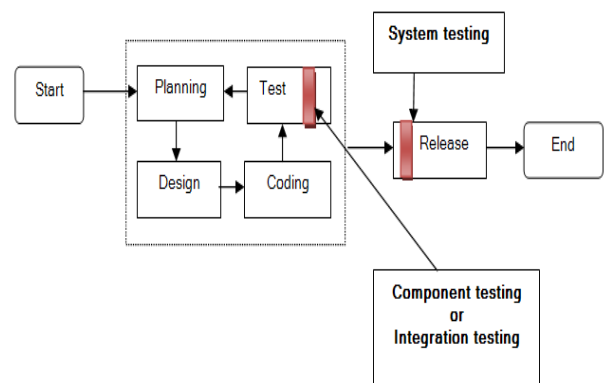 System testing
Start
Planning
Test
Release
End
Design
Coding
Component testing
or
Integration testing